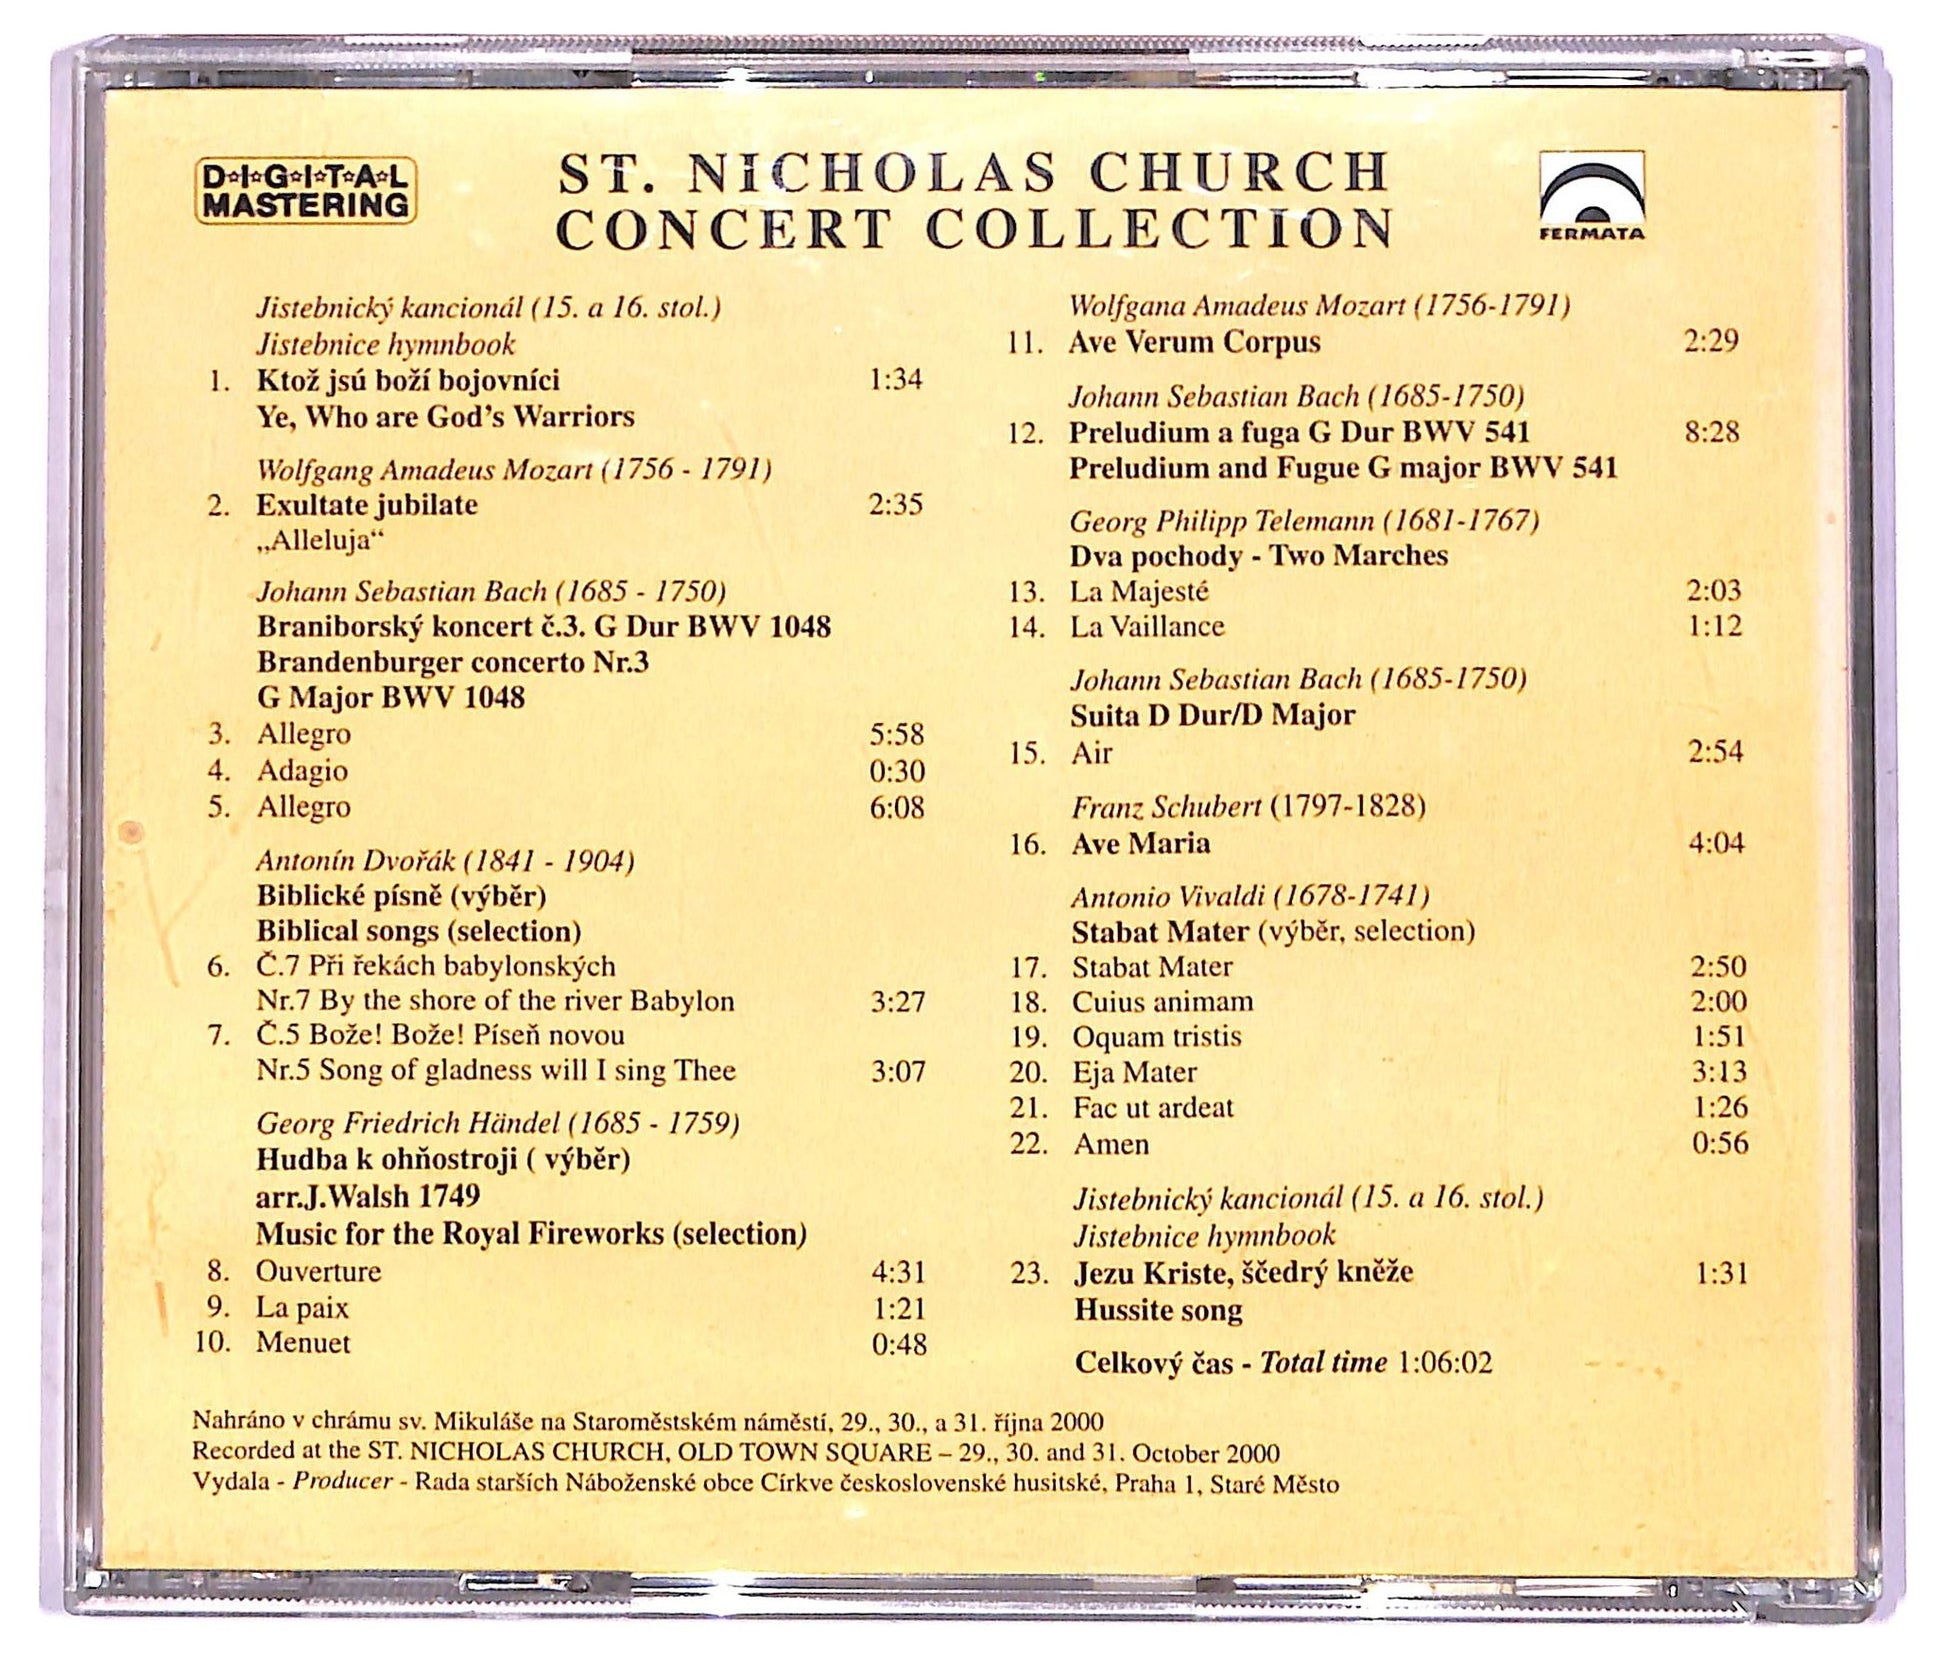 D☆I☆G☆I☆T☆A☆L
MASTERING
ST. NICHOLAS CHURCH
CONCERT COLLECTION
FERMATA
Jistebnický kancionál (15. a 16. stol.)
Jistebnice hymnbook
1. Ktož jsú boží bojovníci 1:34
Ye, Who are God's Warriors
Wolfgang Amadeus Mozart (1756 - 1791)
2. Exultate jubilate 2:35
„Alleluja“
Johann Sebastian Bach (1685 - 1750)
Braniborský koncert č.3. G Dur BWV 1048
Brandenburger concerto Nr.3
G Major BWV 1048
3. Allegro 5:58
4. Adagio 0:30
5. Allegro 6:08
Antonín Dvořák (1841 - 1904)
Biblické písně (výběr)
Biblical songs (selection)
6. Č.7 Při řekách babylonských
Nr.7 By the shore of the river Babylon 3:27
7. Č.5 Bože! Bože! Píseň novou
Nr.5 Song of gladness will I sing Thee 3:07
Georg Friedrich Händel (1685 - 1759)
Hudba k ohňostroji ( výběr)
arr.J.Walsh 1749
Music for the Royal Fireworks (selection)
8. Ouverture 4:31
9. La paix 1:21
10. Menuet 0:48
Wolfgana Amadeus Mozart (1756-1791)
11. Ave Verum Corpus 2:29
Johann Sebastian Bach (1685-1750)
12. Preludium a fuga G Dur BWV 541 8:28
Preludium and Fugue G major BWV 541
Georg Philipp Telemann (1681-1767)
Dva pochody - Two Marches
13. La Majesté 2:03
14. La Vaillance 1:12
Johann Sebastian Bach (1685-1750)
Suita D Dur/D Major
15. Air 2:54
Franz Schubert (1797-1828)
16. Ave Maria 4:04
Antonio Vivaldi (1678-1741)
Stabat Mater (výběr, selection)
17. Stabat Mater 2:50
18. Cuius animam 2:00
19. Oquam tristis 1:51
20. Eja Mater 3:13
21. Fac ut ardeat 1:26
22. Amen 0:56
Jistebnický kancionál (15. a 16. stol.)
Jistebnice hymnbook
23. Jezu Kriste, ščedrý kněže 1:31
Hussite song
Celkový čas - Total time 1:06:02
Nahráno v chrámu sv. Mikuláše na Staroměstském náměstí, 29., 30., a 31. října 2000
Recorded at the ST. NICHOLAS CHURCH, OLD TOWN SQUARE – 29., 30. and 31. October 2000
Vydala - Producer - Rada starších Náboženské obce Církve československé husitské, Praha 1, Staré Město